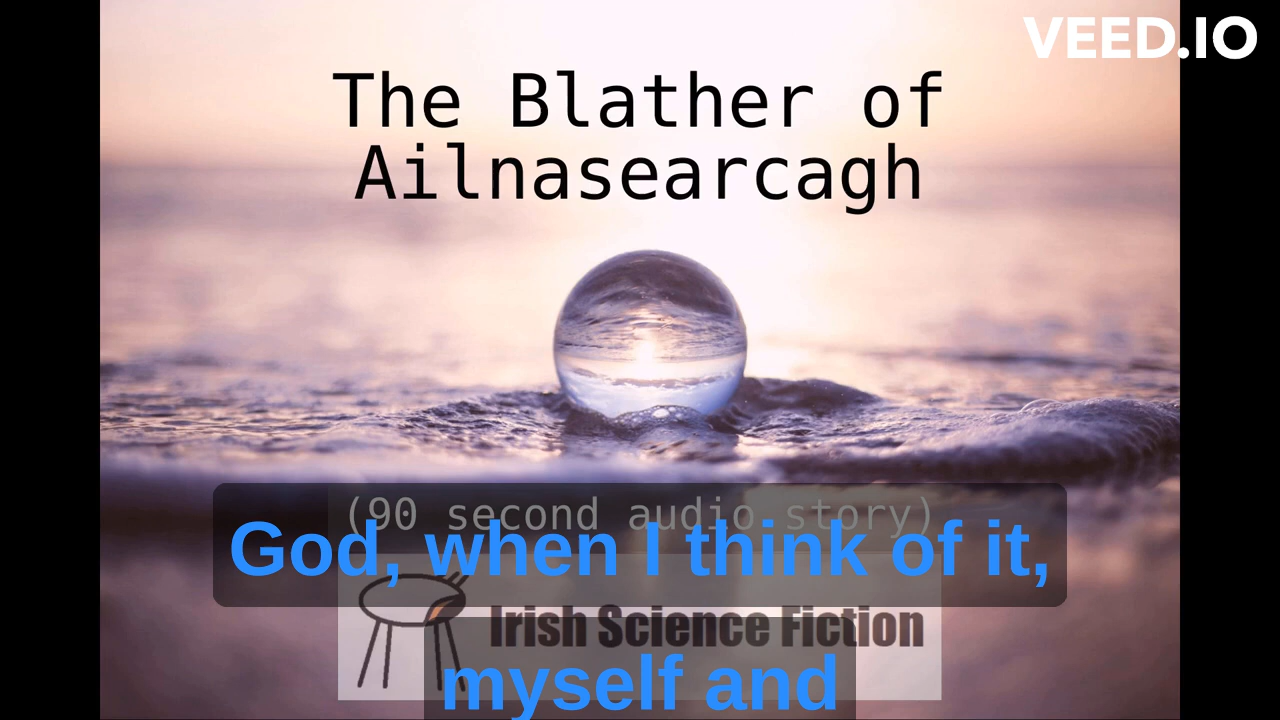 VEED.IO
The Blather of
Ailnasearcagh
(90 second audio story)
God, when I think of it,
Irish Science Fiction
myself and